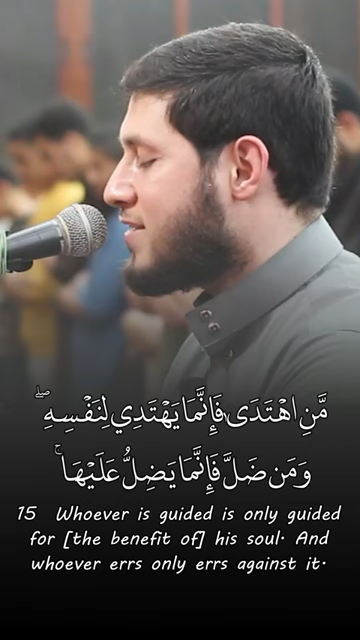 مَّنِ اهْتَدَىٰ فَإِنَّمَا يَهْتَدِي لِنَفْسِهِ ۖ
وَمَن ضَلَّ فَإِنَّمَا يَضِلُّ عَلَيْهَا ۚ
15 Whoever is guided is only guided
for [the benefit of] his soul. And
whoever errs only errs against it.